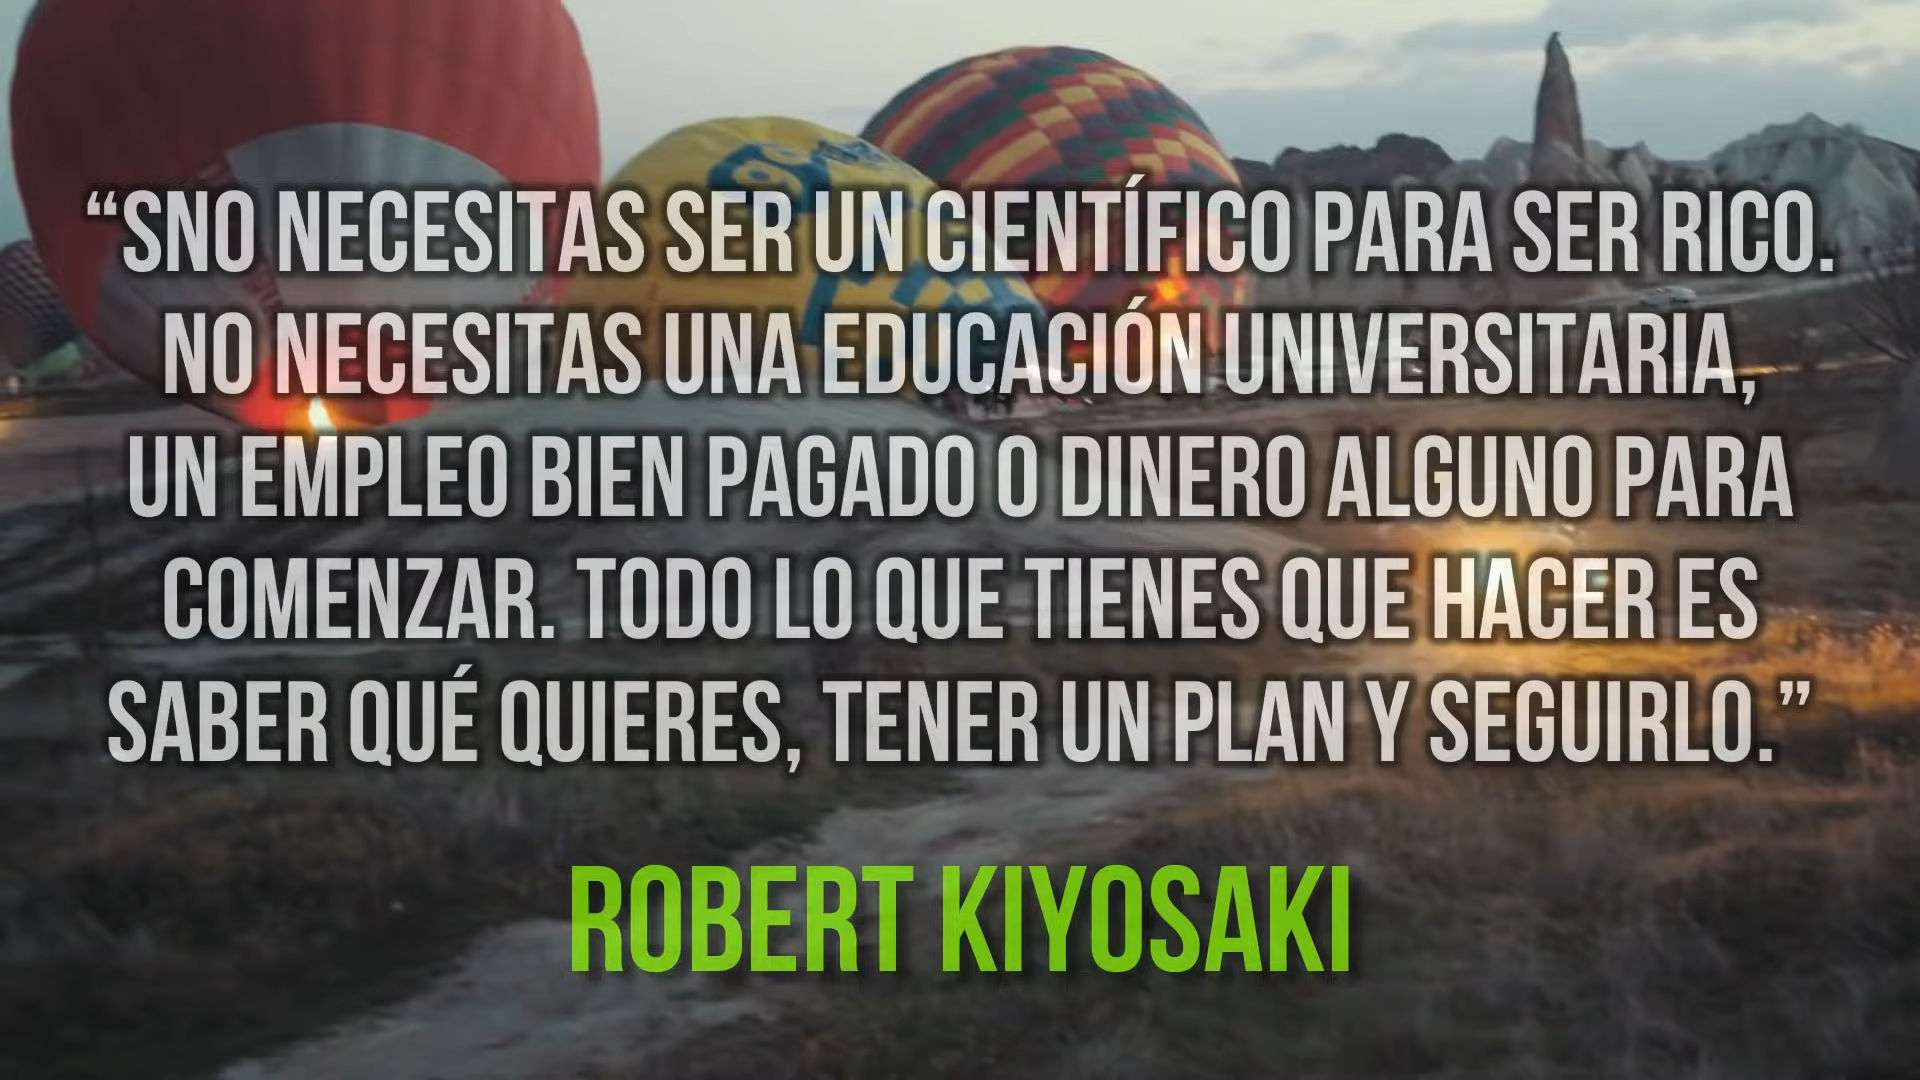 “SNO NECESITAS SER UN CIENTÍFICO PARA SER RICO.
NO NECESITAS UNA EDUCACIÓN UNIVERSITARIA,
UN EMPLEO BIEN PAGADO O DINERO ALGUNO PARA
COMENZAR. TODO LO QUE TIENES QUE HACER ES
SABER QUÉ QUIERES, TENER UN PLAN Y SEGUIRLO.”
ROBERT KIYOSAKI